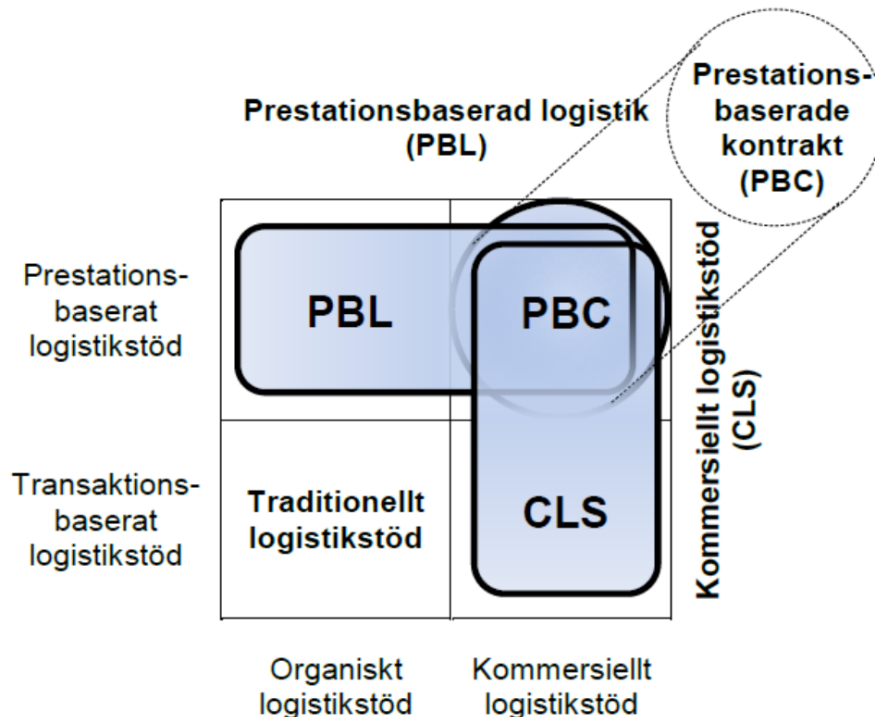 Prestations-
baserade
kontrakt
(PBC)
Prestationsbaserad logistik
(PBL)
Prestations-
baserat
logistikstöd
PBL
PBC
Kommersiellt logistikstöd
(CLS)
Transaktions-
baserat
logistikstöd
Traditionellt
logistikstöd
CLS
Organiskt
logistikstöd
Kommersiellt
logistikstöd